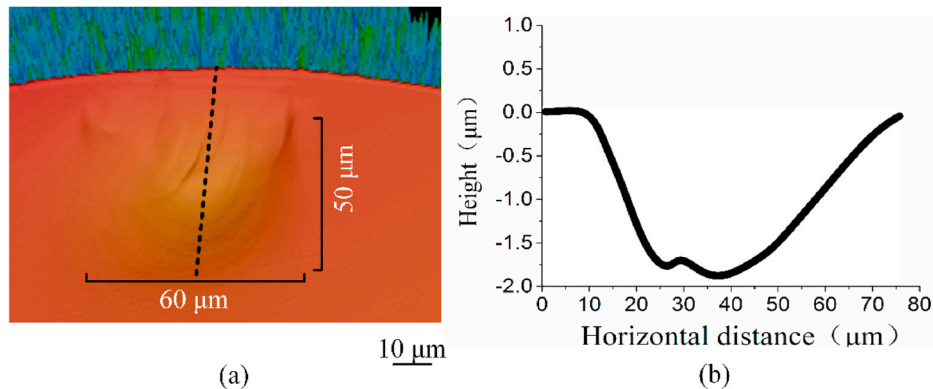 50 μm
60 μm
10 μm
(a)
1.0
0.5
0.0
-0.5
-1.0
-1.5
-2.0
Height (μm)
0 10 20 30 40 50 60 70 80
Horizontal distance (μm)
(b)